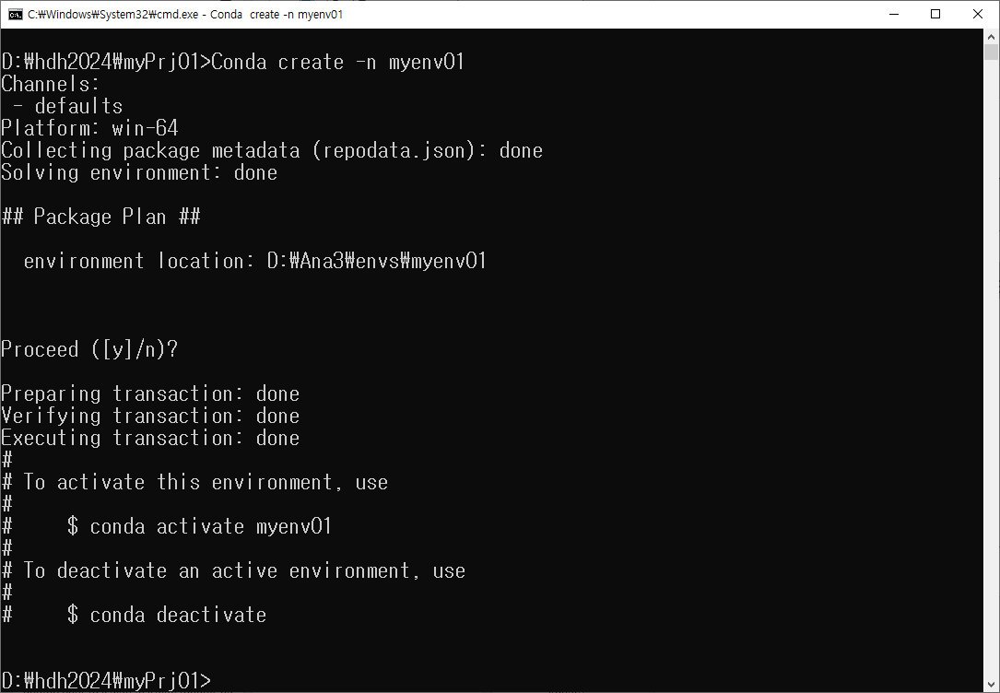 C:₩Windows₩System32₩cmd.exe - Conda  create -n myenv01
D:₩hdh2024₩myPrj01>Conda create -n myenv01
Channels:
 - defaults
Platform: win-64
Collecting package metadata (repodata.json): done
Solving environment: done
## Package Plan ##
  environment location: D:₩Ana3₩envs₩myenv01
Proceed ([y]/n)?
Preparing transaction: done
Verifying transaction: done
Executing transaction: done
#
# To activate this environment, use
#
#     $ conda activate myenv01
#
# To deactivate an active environment, use
#
#     $ conda deactivate
D:₩hdh2024₩myPrj01>